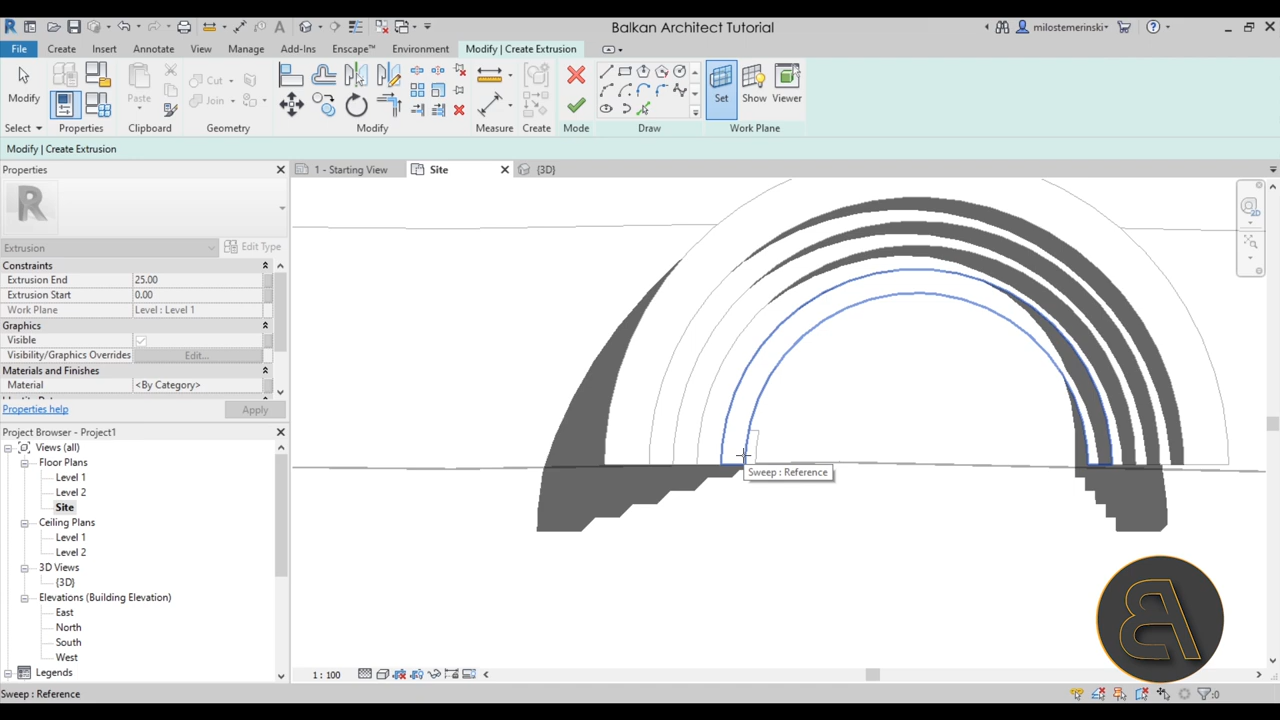 Balkan Architect Tutorial
milostemerinski
File Create Insert Annotate View Manage Add-Ins Enscape™ Environment Modify | Create Extrusion
Modify
Paste
Cut
Join
Set Show Viewer
Select Properties Clipboard Geometry Modify Measure Create Mode Draw Work Plane
Modify | Create Extrusion
Properties
1 - Starting View
Site
{3D}
R
Extrusion
Edit Type
Constraints
Extrusion End 25.00
Extrusion Start 0.00
Work Plane Level : Level 1
Graphics
Visible
Visibility/Graphics Overrides Edit...
Materials and Finishes
Material <By Category>
Properties help
Apply
Project Browser - Project1
Views (all)
Floor Plans
Level 1
Level 2
Site
Ceiling Plans
Level 1
Level 2
3D Views
{3D}
Elevations (Building Elevation)
East
North
South
West
Legends
Sweep : Reference
1 : 100
Sweep : Reference
:0